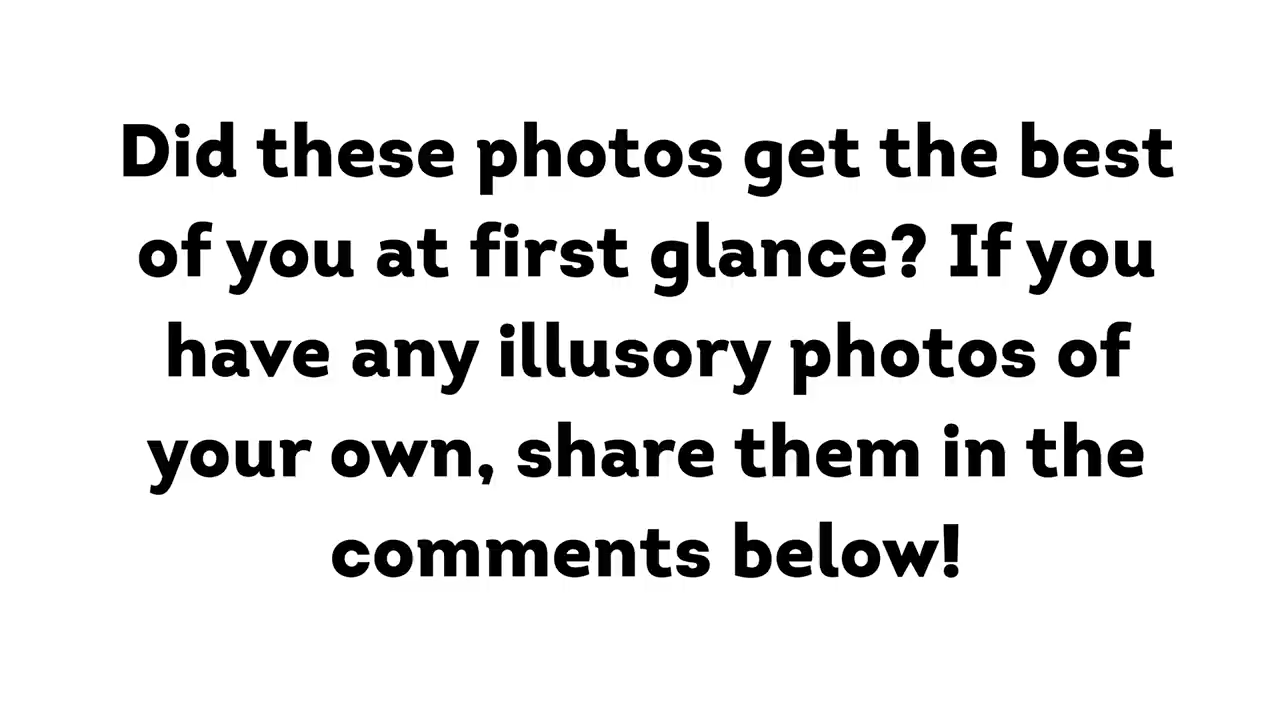 Did these photos get the best
of you at first glance? If you
have any illusory photos of
your own, share them in the
comments below!